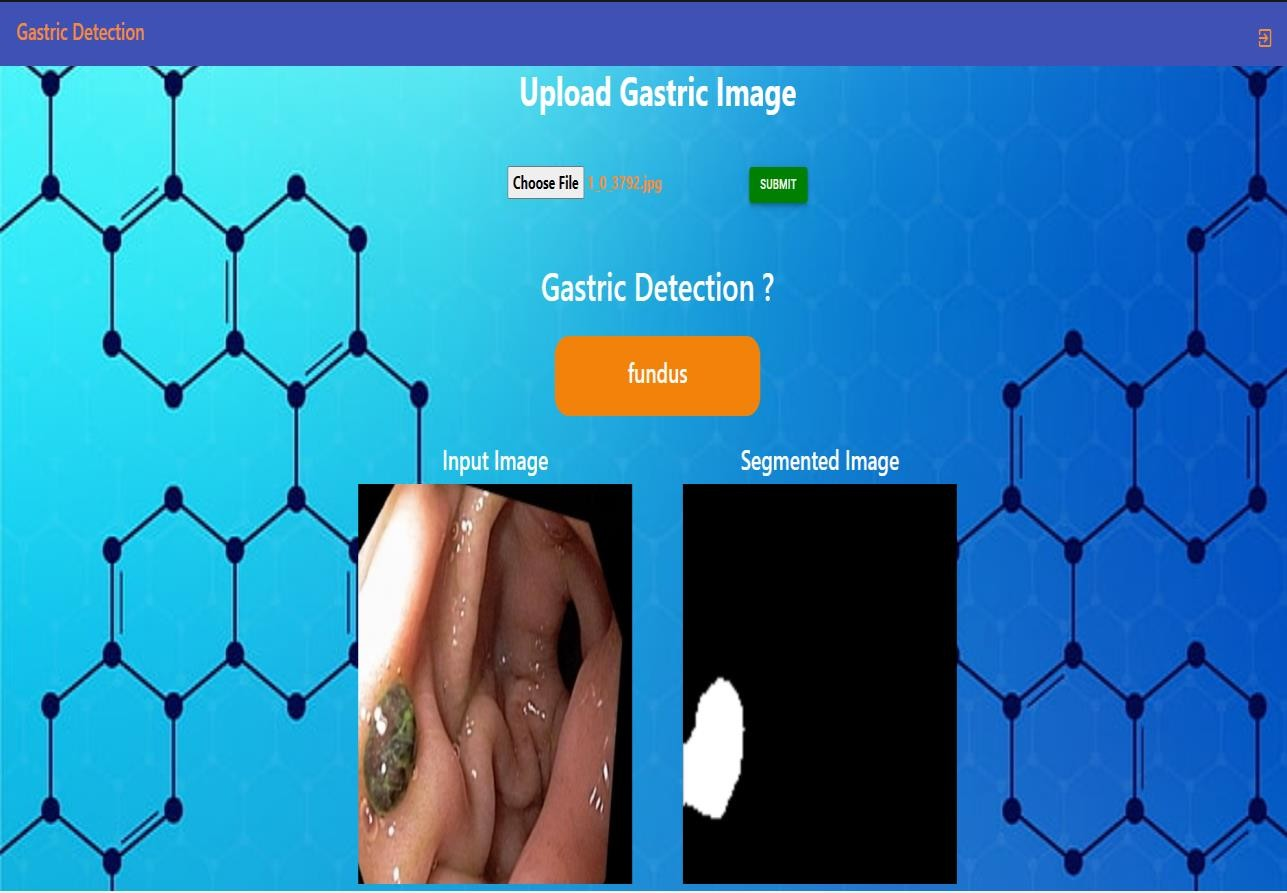 Gastric Detection
Upload Gastric Image
Choose File 1_0_3792.jpg
SUBMIT
Gastric Detection ?
fundus
Input Image
Segmented Image